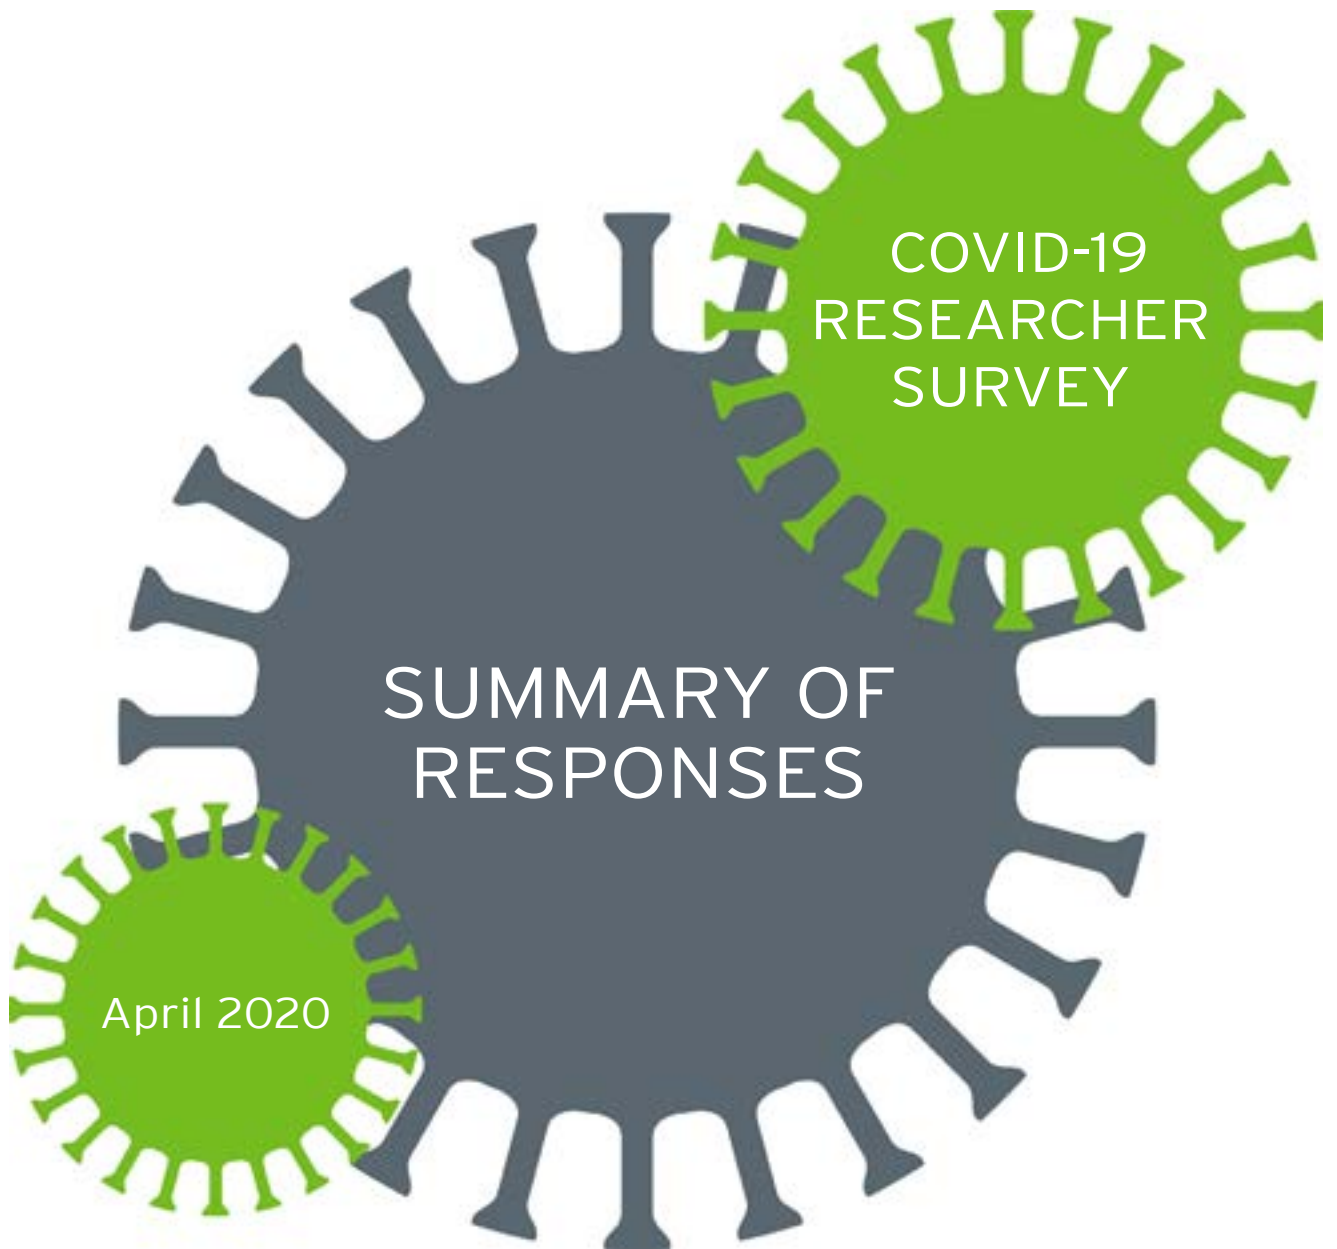 COVID-19
RESEARCHER
SURVEY
SUMMARY OF
RESPONSES
April 2020